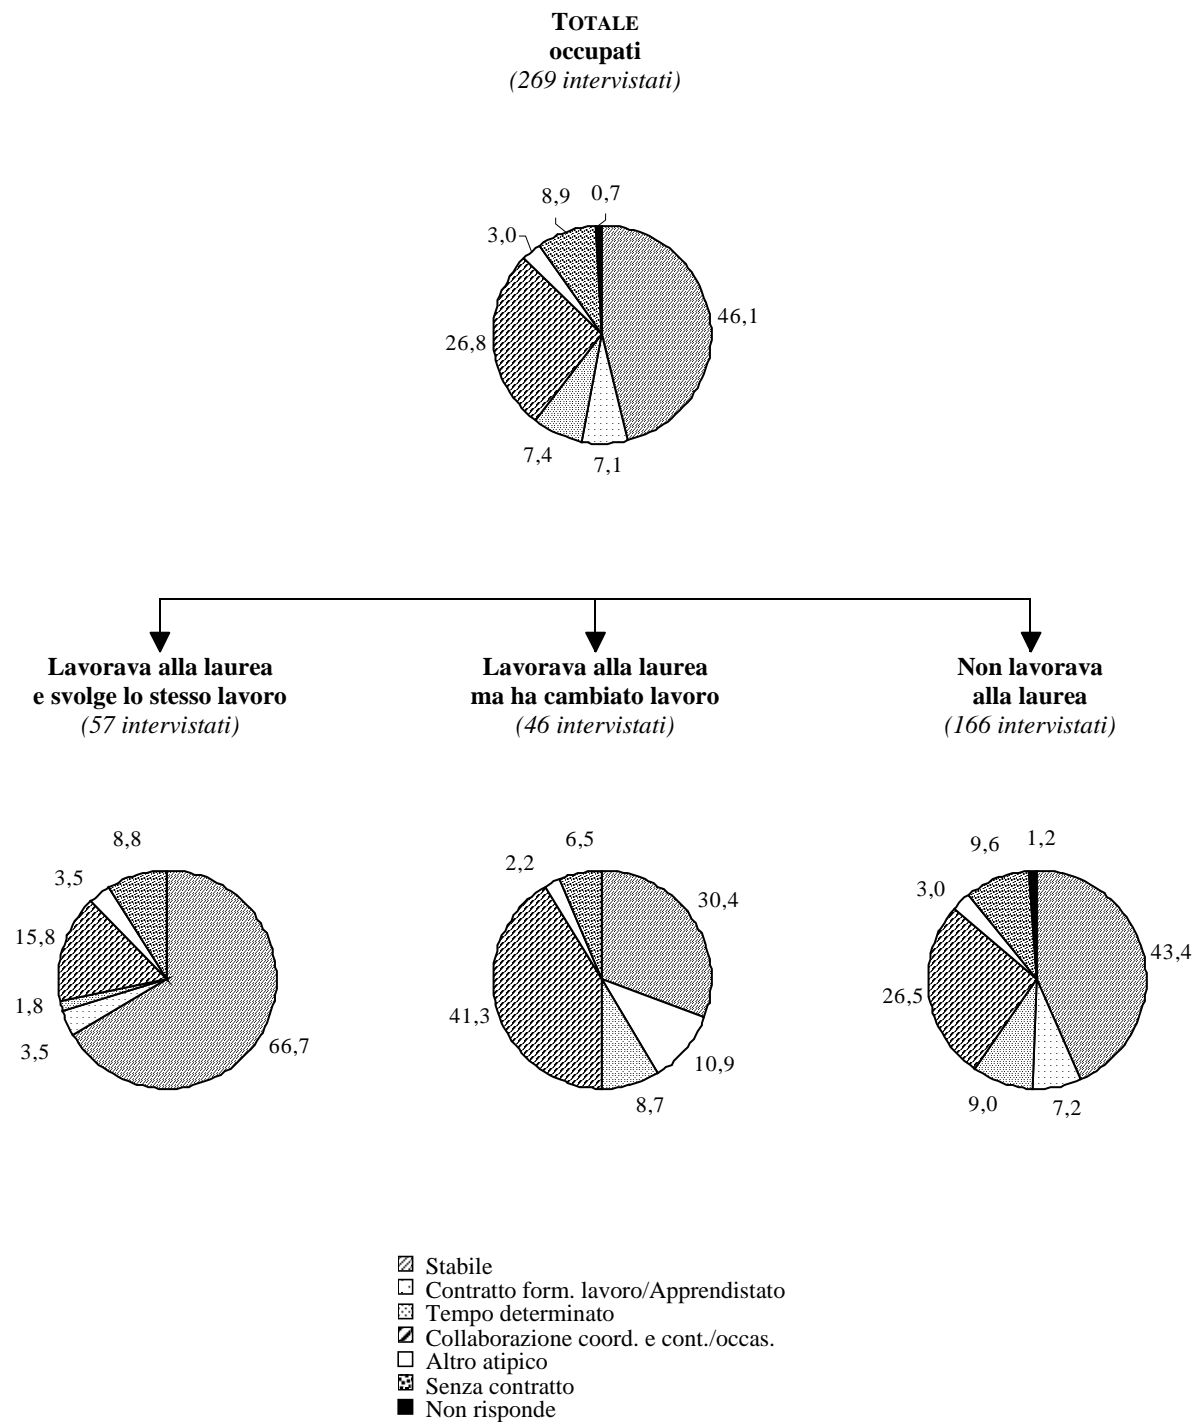 TOTALE
occupati
(269 intervistati)
8,9 0,7
3,0
46,1
26,8
7,4
7,1
Lavorava alla laurea
e svolge lo stesso lavoro
(57 intervistati)
Lavorava alla laurea
ma ha cambiato lavoro
(46 intervistati)
Non lavorava
alla laurea
(166 intervistati)
8,8
3,5
15,8
1,8
3,5
66,7
6,5
2,2
30,4
41,3
10,9
8,7
1,2
9,6
3,0
43,4
26,5
9,0
7,2
Stabile
Contratto form. lavoro/Apprendistato
Tempo determinato
Collaborazione coord. e cont./occas.
Altro atipico
Senza contratto
Non risponde